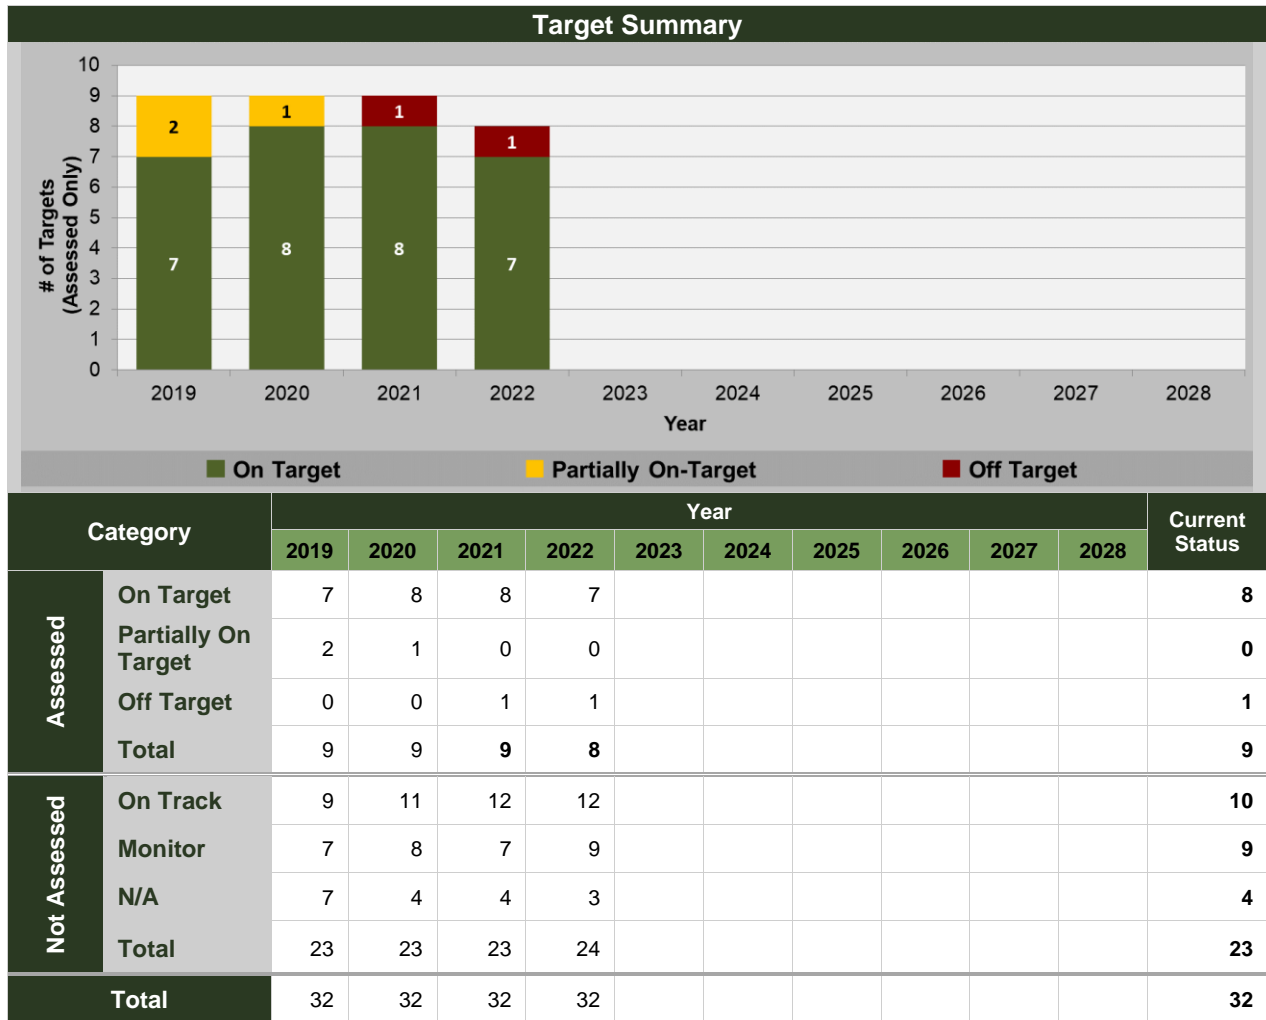 Target Summary
# of Targets
(Assessed Only)
10
9
8
7
6
5
4
3
2
1
0
2 1 1 1
7 8 8 7
2019 2020 2021 2022 2023 2024 2025 2026 2027 2028
Year
On Target Partially On-Target Off Target
Category Year Current Status
2019 2020 2021 2022 2023 2024 2025 2026 2027 2028
Assessed
On Target 7 8 8 7 8
Partially On Target 2 1 0 0 0
Off Target 0 0 1 1 1
Total 9 9 9 8 9
Not Assessed
On Track 9 11 12 12 10
Monitor 7 8 7 9 9
N/A 7 4 4 3 4
Total 23 23 23 24 23
Total 32 32 32 32 32